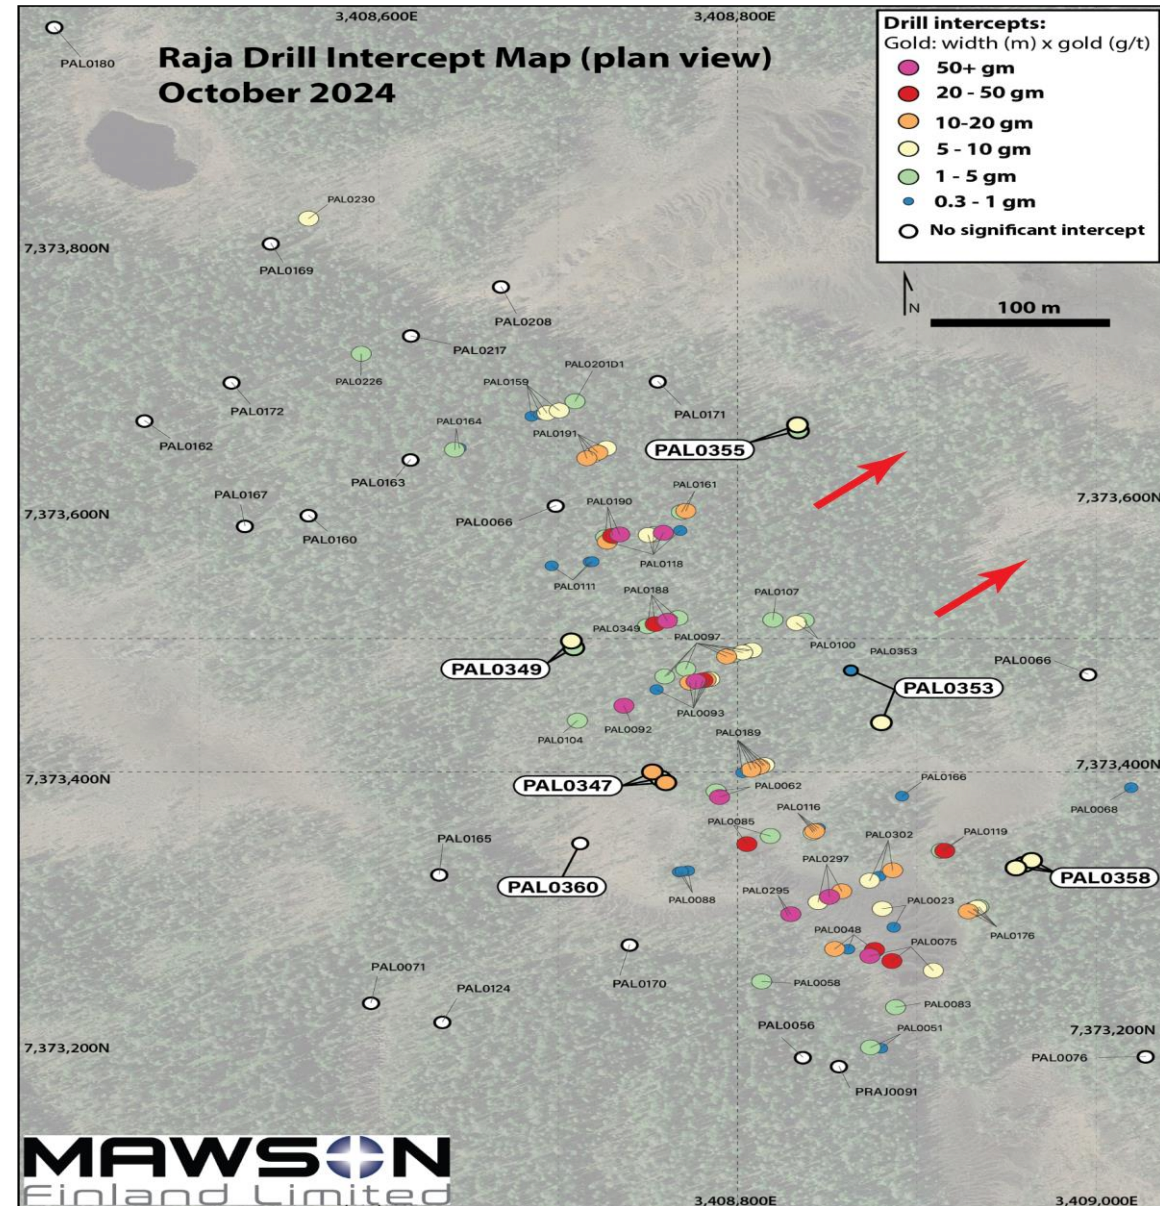 3,408,600E
3,408,800E
Raja Drill Intercept Map (plan view)
October 2024
Drill intercepts:
Gold: width (m) x gold (g/t)
50+ gm
20 - 50 gm
10-20 gm
5 - 10 gm
1 - 5 gm
0.3 - 1 gm
No significant intercept
N
100 m
PAL0180
PAL0230
7,373,800N
PAL0169
PAL0208
PAL0217
PAL0226
PAL0159
PAL0201D1
PAL0172
PAL0171
PAL0162
PAL0164
PAL0191
PAL0355
PAL0163
PAL0167
PAL0161
7,373,600N
7,373,600N
PAL0190
PAL0066
PAL0160
PAL0118
PAL0111
PAL0188
PAL0107
PAL0349
PAL0097
PAL0100
PAL0353
PAL0066
PAL0349
PAL0353
PAL0093
PAL0092
PAL0104
PAL0189
7,373,400N
7,373,400N
PAL0347
PAL0062
PAL0166
PAL0068
PAL0116
PAL0085
PAL0119
PAL0165
PAL0302
PAL0297
PAL0360
PAL0358
PAL0088
PAL0295
PAL0023
PAL0048
PAL0075
PAL0176
PAL0071
PAL0170
PAL0058
PAL0083
PAL0124
PAL0056
PAL0051
7,373,200N
7,373,200N
PAL0076
PRAJ0091
MAWSON
Finland Limited
3,408,800E
3,409,000E